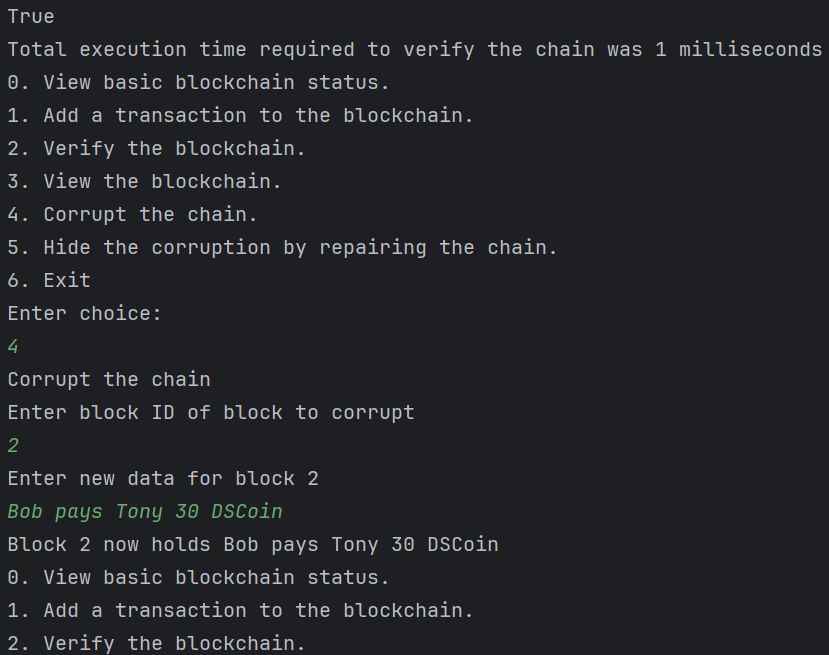 True
Total execution time required to verify the chain was 1 milliseconds
0. View basic blockchain status.
1. Add a transaction to the blockchain.
2. Verify the blockchain.
3. View the blockchain.
4. Corrupt the chain.
5. Hide the corruption by repairing the chain.
6. Exit
Enter choice:
4
Corrupt the chain
Enter block ID of block to corrupt
2
Enter new data for block 2
Bob pays Tony 30 DSCoin
Block 2 now holds Bob pays Tony 30 DSCoin
0. View basic blockchain status.
1. Add a transaction to the blockchain.
2. Verify the blockchain.